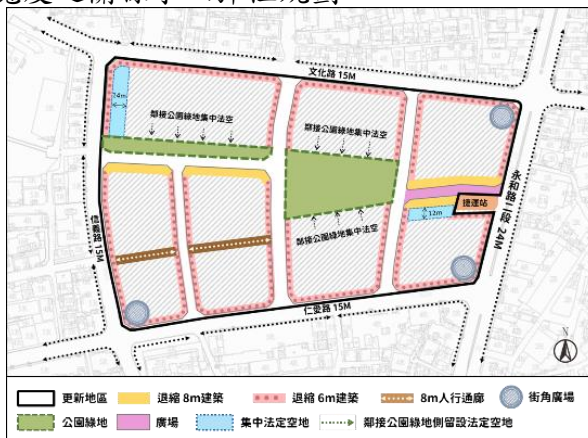 文化路 15M
24m
鄰接公園綠地集中法空
鄰接公園綠地集中法空
捷運站
12m
永和路二段 24M
信義路 15M
鄰接公園綠地集中法空
仁愛路 15M
N
更新地區
退縮 8m建築
退縮 6m建築
8m人行通廊
街角廣場
公園綠地
廣場
集中法定空地
鄰接公園綠地側留設法定空地